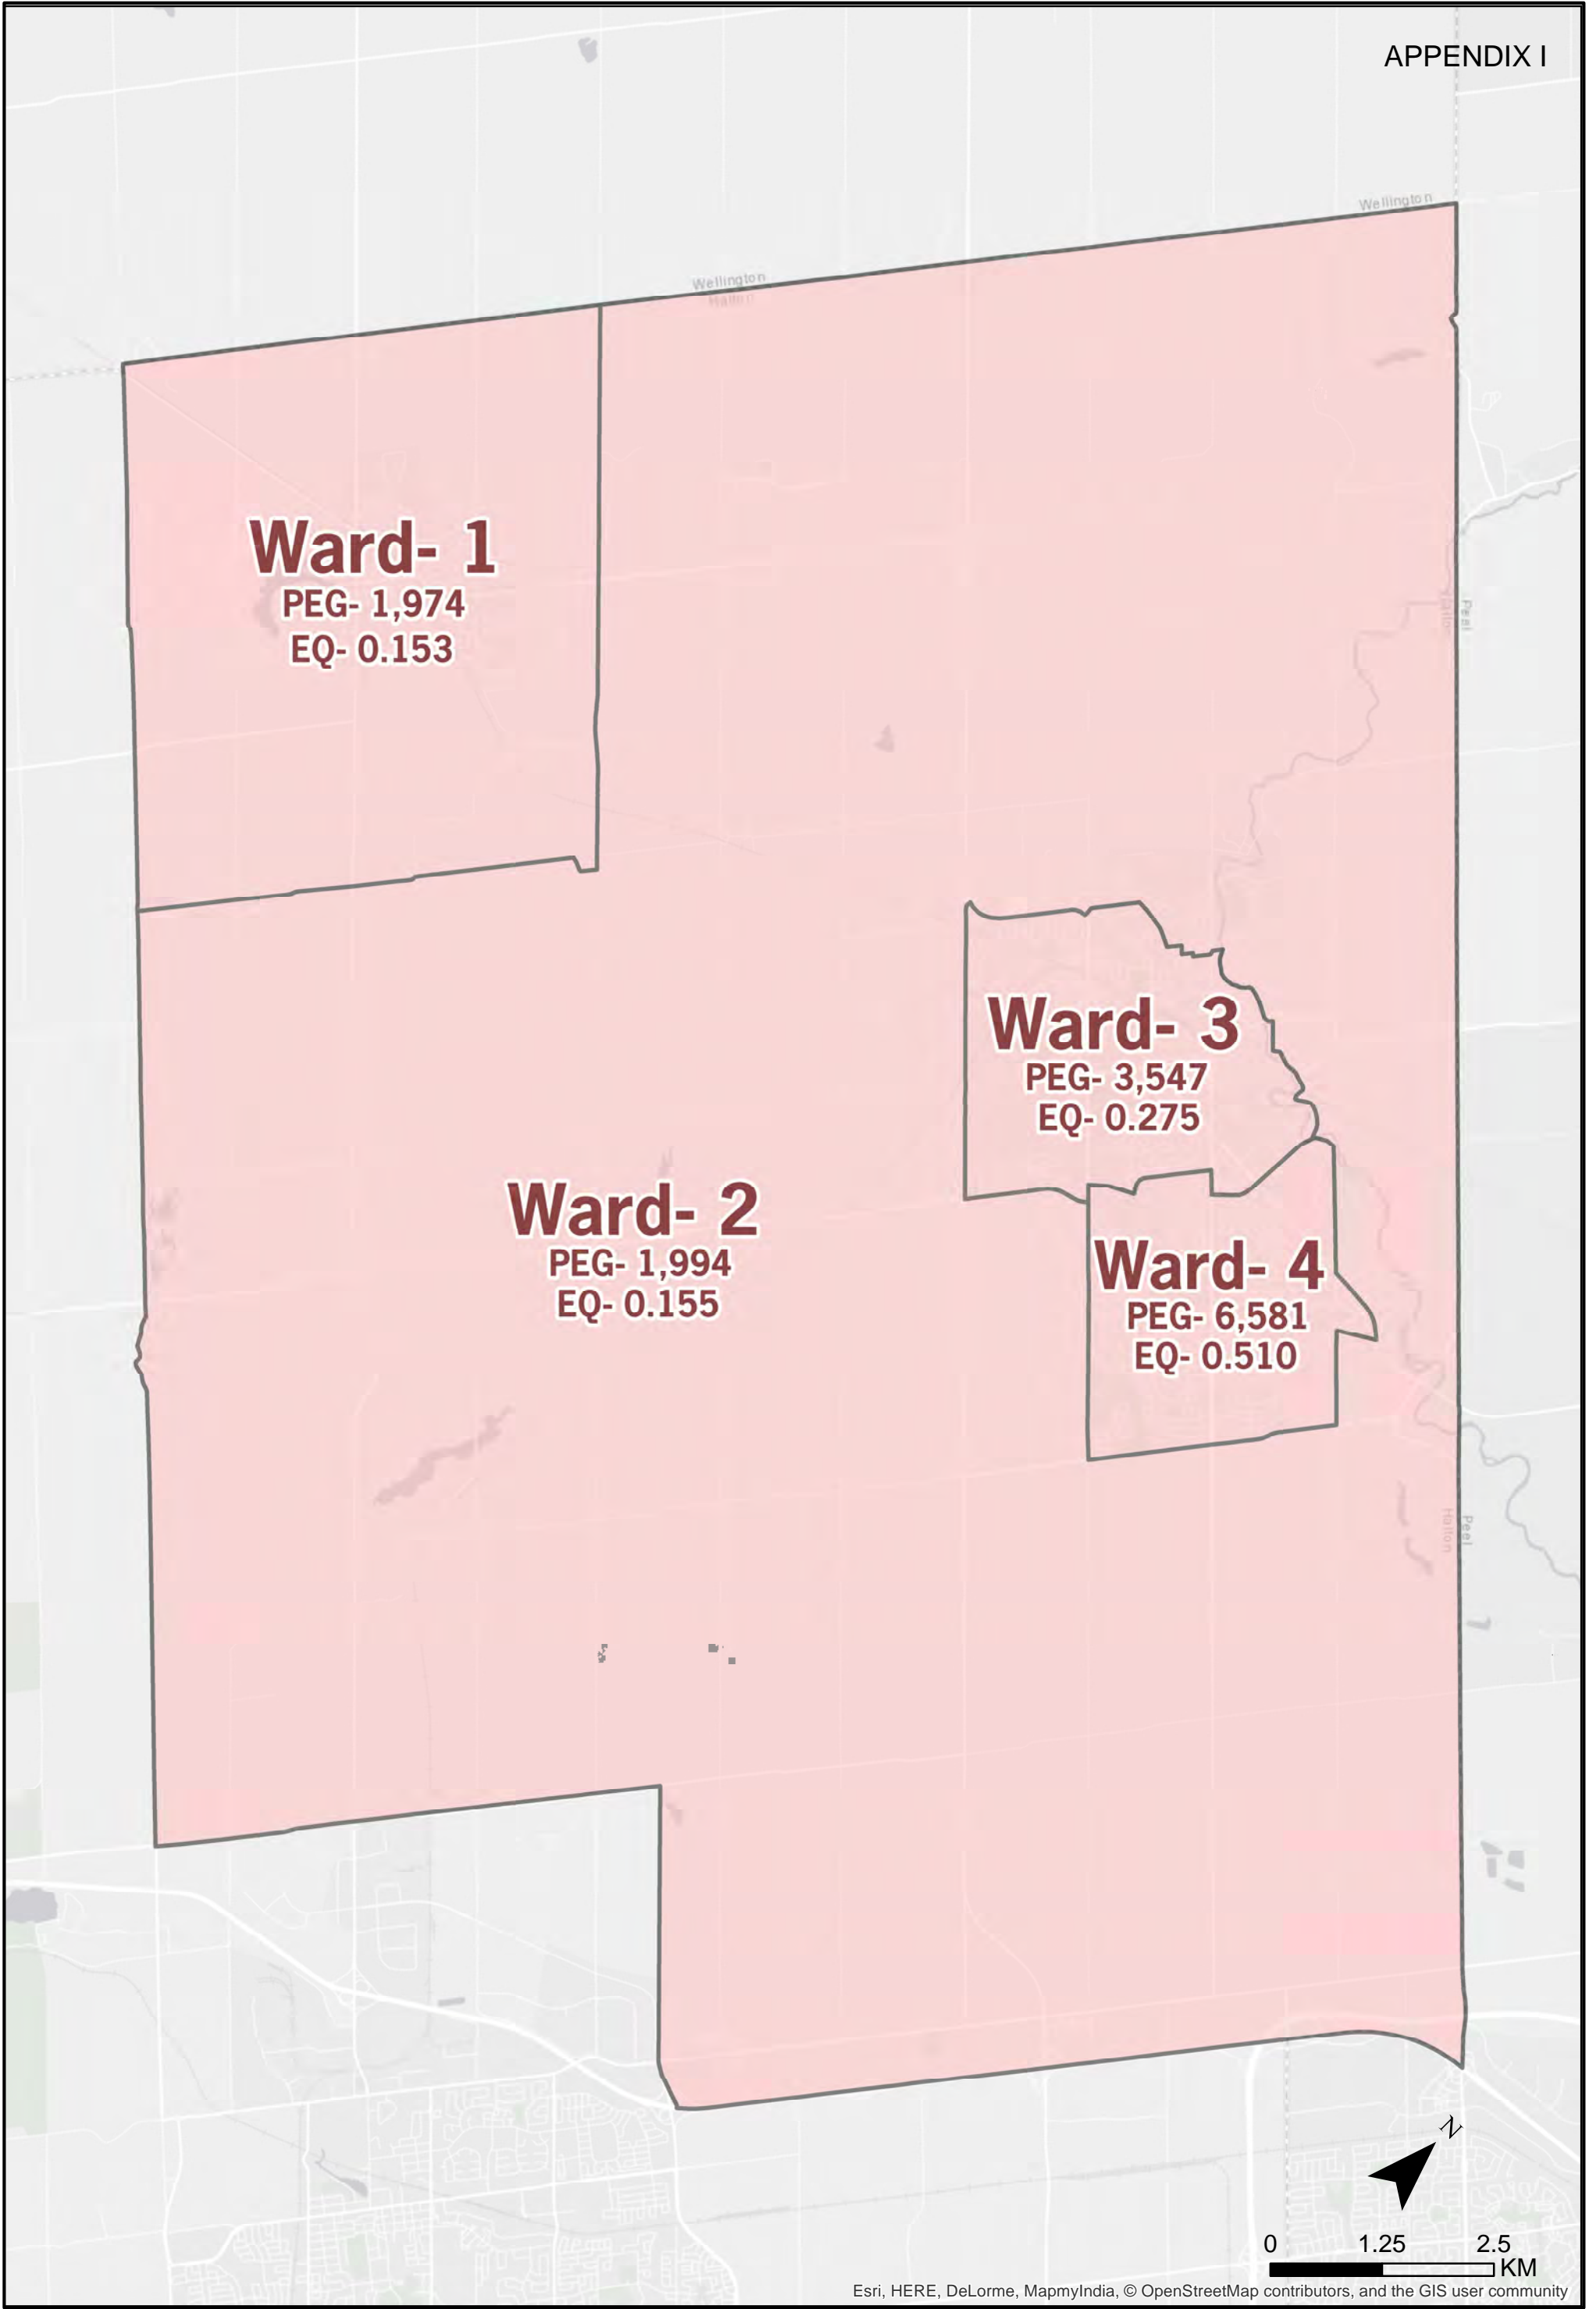 APPENDIX I
Wellington
Wellington
Halton
Ward- 1
PEG- 1,974
EQ- 0.153
Peel
Halton
Ward- 3
PEG- 3,547
EQ- 0.275
Ward- 2
PEG- 1,994
EQ- 0.155
Ward- 4
PEG- 6,581
EQ- 0.510
Peel
Halton
N
0 1.25 2.5
KM
Esri, HERE, DeLorme, MapmyIndia, © OpenStreetMap contributors, and the GIS user community